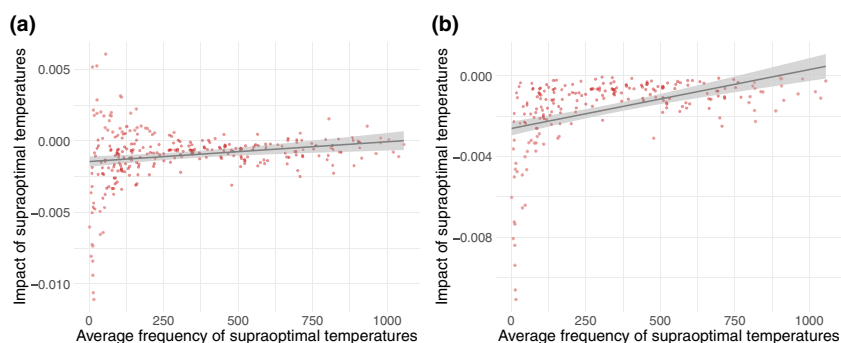 (a)
Impact of supraoptimal temperatures
0.005
0.000
−0.005
−0.010
0
250
500
750
1000
Average frequency of supraoptimal temperatures
(b)
Impact of supraoptimal temperatures
0.000
−0.004
−0.008
0
250
500
750
1000
Average frequency of supraoptimal temperatures